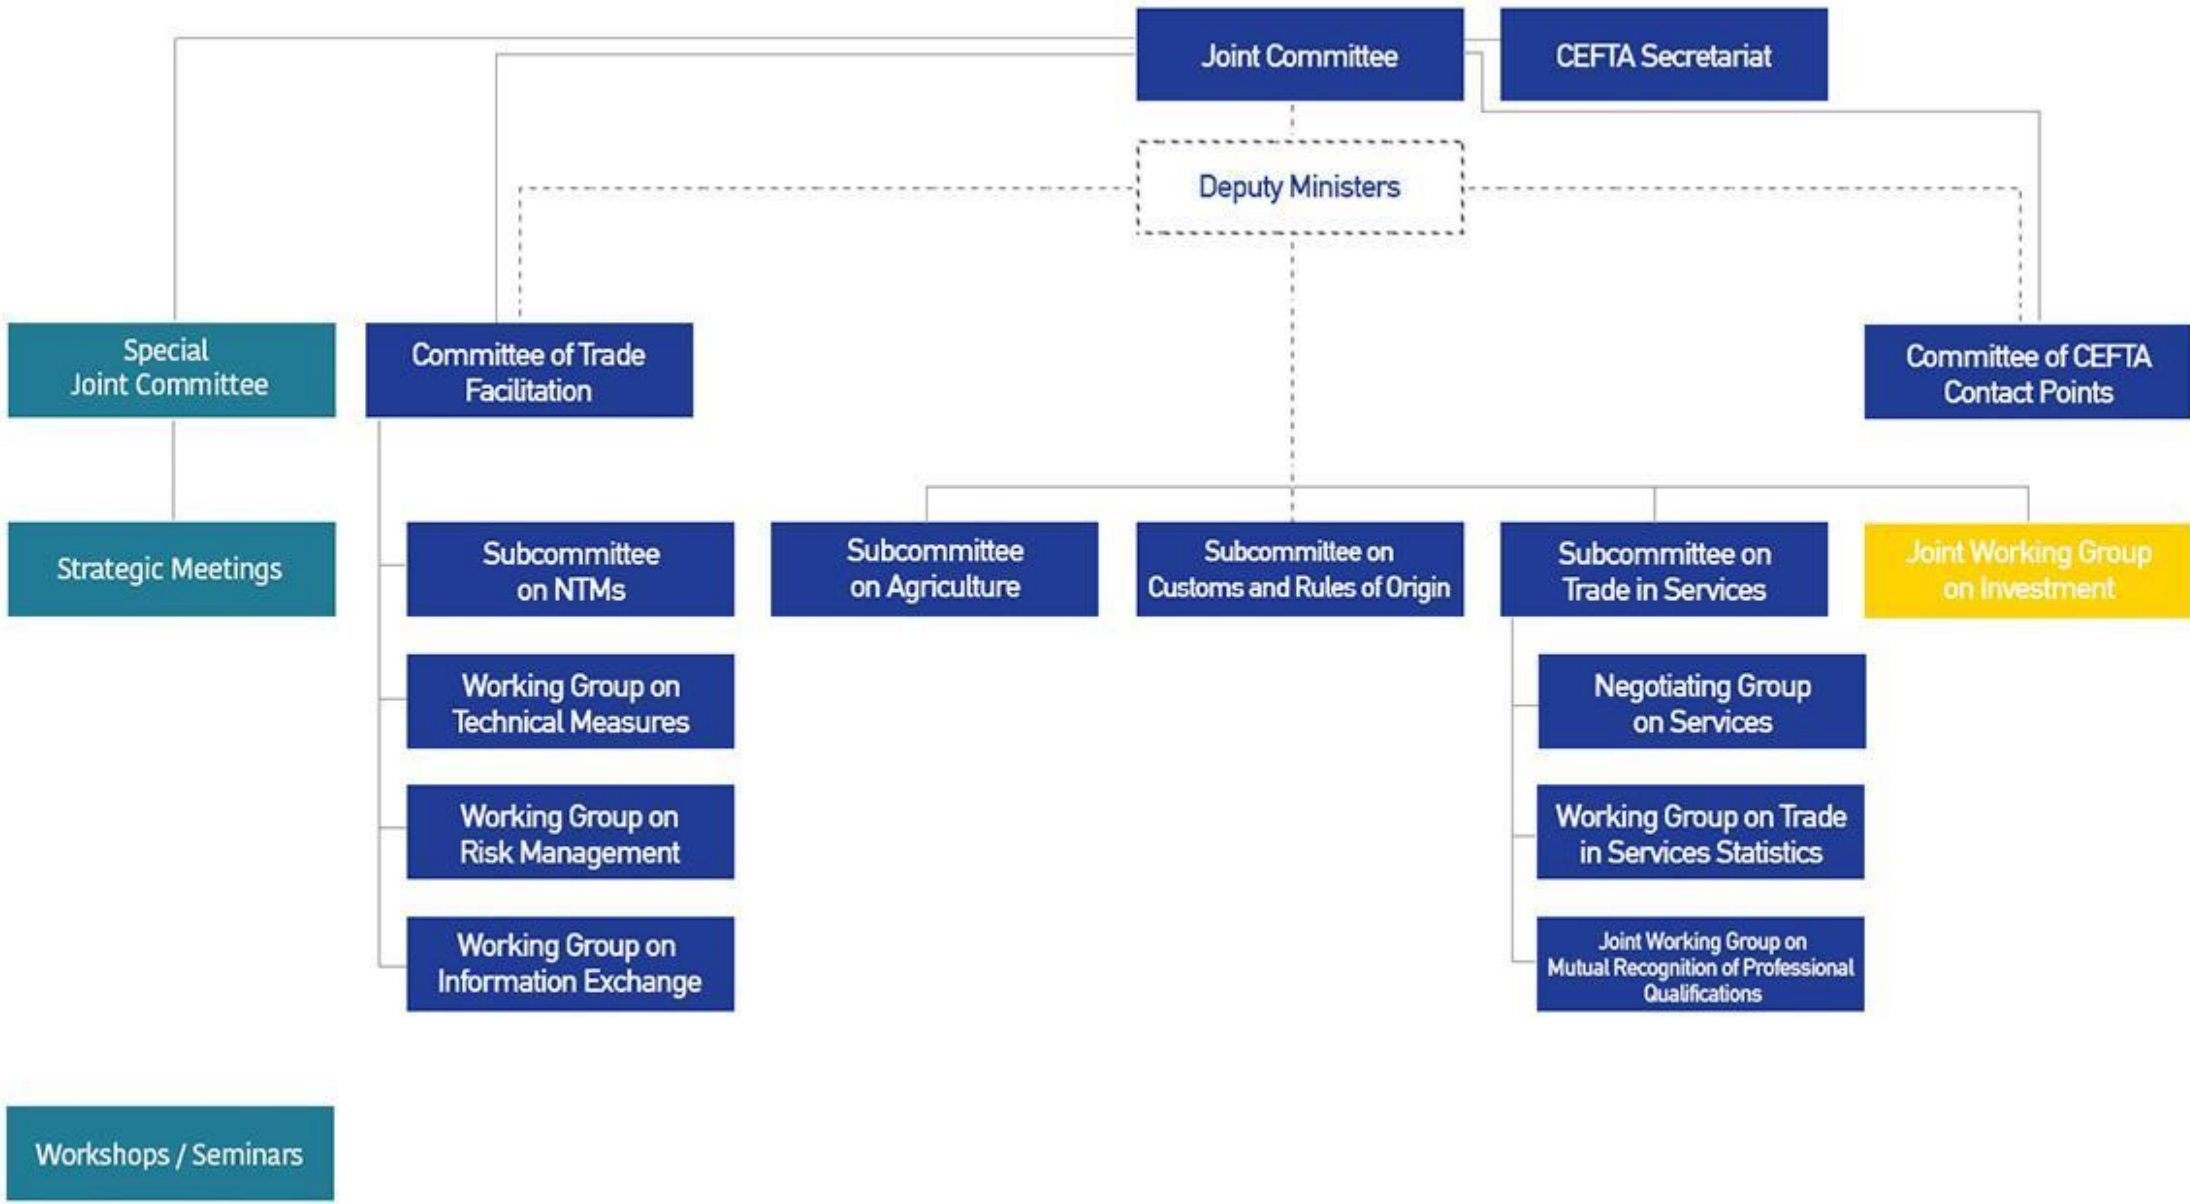 Joint Committee
CEFTA Secretariat
Deputy Ministers
Special
Joint Committee
Committee of Trade
Facilitation
Committee of CEFTA
Contact Points
Strategic Meetings
Subcommittee
on NTMs
Subcommittee
on Agriculture
Subcommittee on
Customs and Rules of Origin
Subcommittee on
Trade in Services
Joint Working Group
on Investment
Working Group on
Technical Measures
Negotiating Group
on Services
Working Group on
Risk Management
Working Group on Trade
in Services Statistics
Working Group on
Information Exchange
Joint Working Group on
Mutual Recognition of Professional
Qualifications
Workshops / Seminars